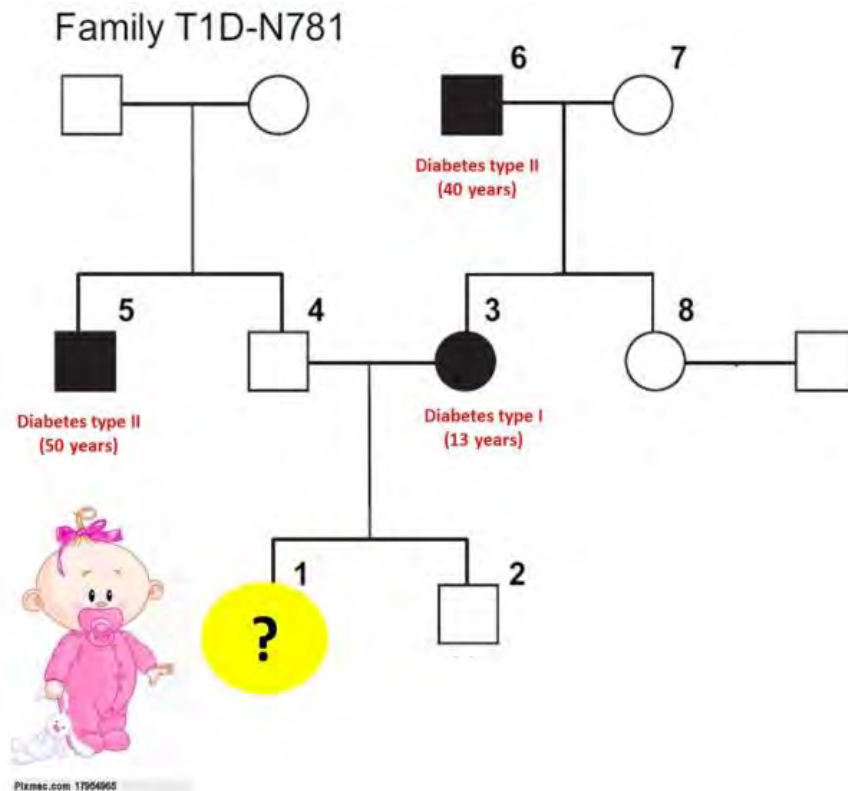 Family T1D-N781
6
7
Diabetes type II
(40 years)
5
4
3
8
Diabetes type II
(50 years)
Diabetes type I
(13 years)
1
2
?
Pixmac.com 17954965